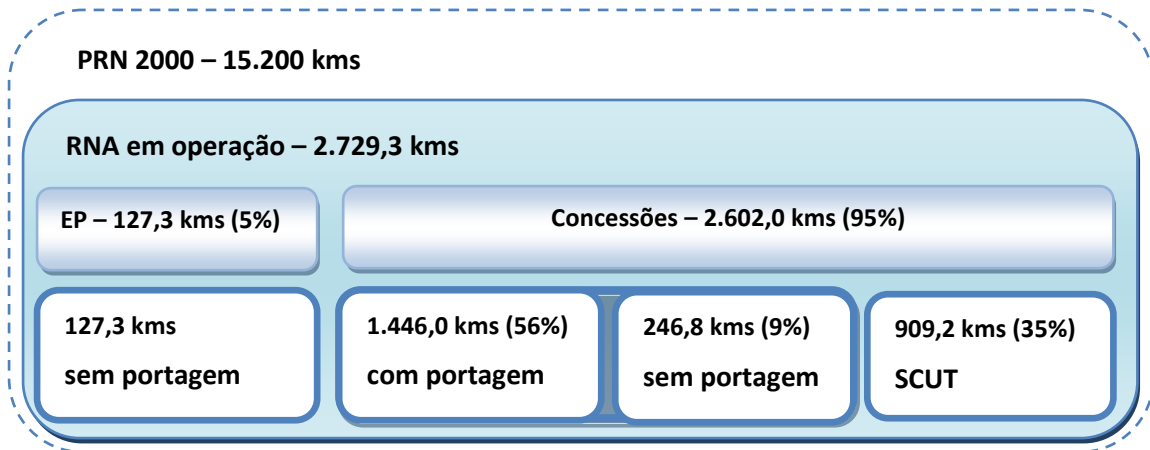 PRN 2000 – 15.200 kms
RNA em operação – 2.729,3 kms
EP – 127,3 kms (5%)
Concessões – 2.602,0 kms (95%)
127,3 kms
sem portagem
1.446,0 kms (56%)
com portagem
246,8 kms (9%)
sem portagem
909,2 kms (35%)
SCUT